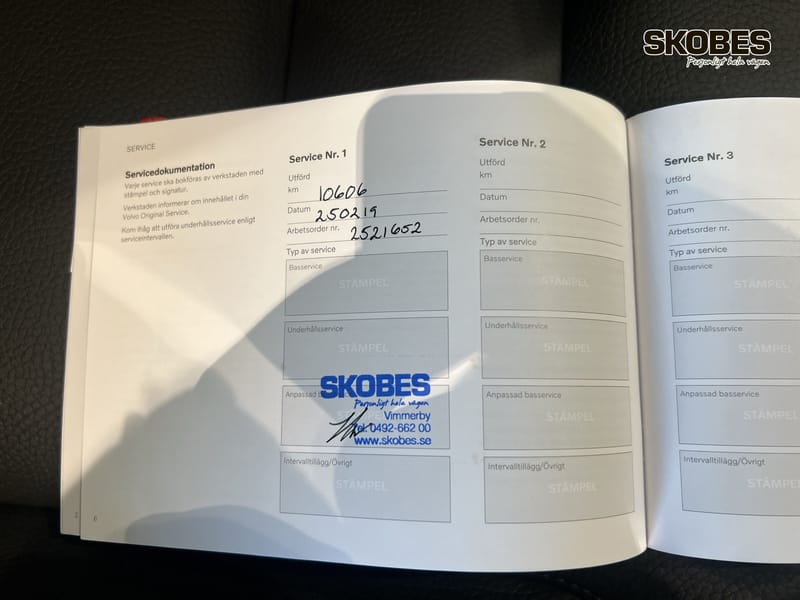 SKOBES
Personligt hela vägen
SERVICE
Servicedokumentation
Varje service ska bokföras av verkstaden med
stämpel och signatur.
Verkstaden informerar om innehållet i din
Volvo Original Service.
Kom ihåg att utföra underhållsservice enligt
serviceintervallen.
6
Service Nr. 1
Utförd
km 10606
Datum 250219
Arbetsorder nr. 2521652
Typ av service
Basservice
STÄMPEL
Underhållsservice
STÄMPEL
Anpassad
SKOBES
Personligt hela vägen
Vimmerby
Tel. 0492-662 00
www.skobes.se
Intervalltillägg/Övrigt
STÄMPEL
Service Nr. 2
Utförd
km
Datum
Arbetsorder nr.
Typ av service
Basservice
STÄMPEL
Underhållsservice
STÄMPEL
Anpassad basservice
STÄMPEL
Intervalltillägg/Övrigt
STÄMPEL
Service Nr. 3
Utförd
km
Datum
Arbetsorder nr.
Typ av service
Basservice
STÄMPEL
Underhållsservice
STÄMPEL
Anpassad basservice
STÄMPEL
Intervalltillägg/Övrigt
STÄMPEL